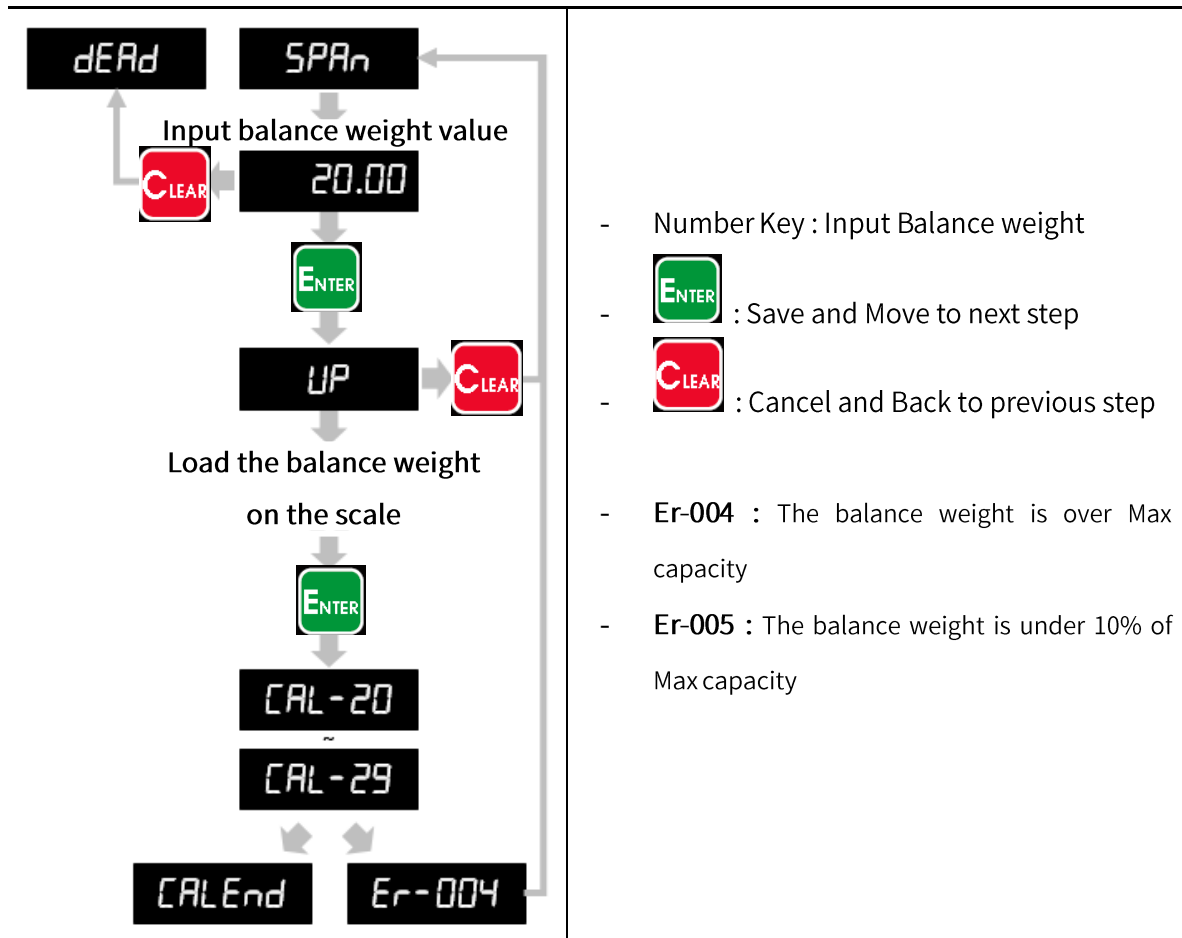 dEAd
SPAn
Input balance weight value
CLEAR
20.00
ENTER
UP
CLEAR
Load the balance weight
on the scale
ENTER
CAL-20
~
CAL-29
CALEnd
Er-004
- Number Key : Input Balance weight
- ENTER : Save and Move to next step
- CLEAR : Cancel and Back to previous step
- Er-004 : The balance weight is over Max
capacity
- Er-005 : The balance weight is under 10% of
Max capacity